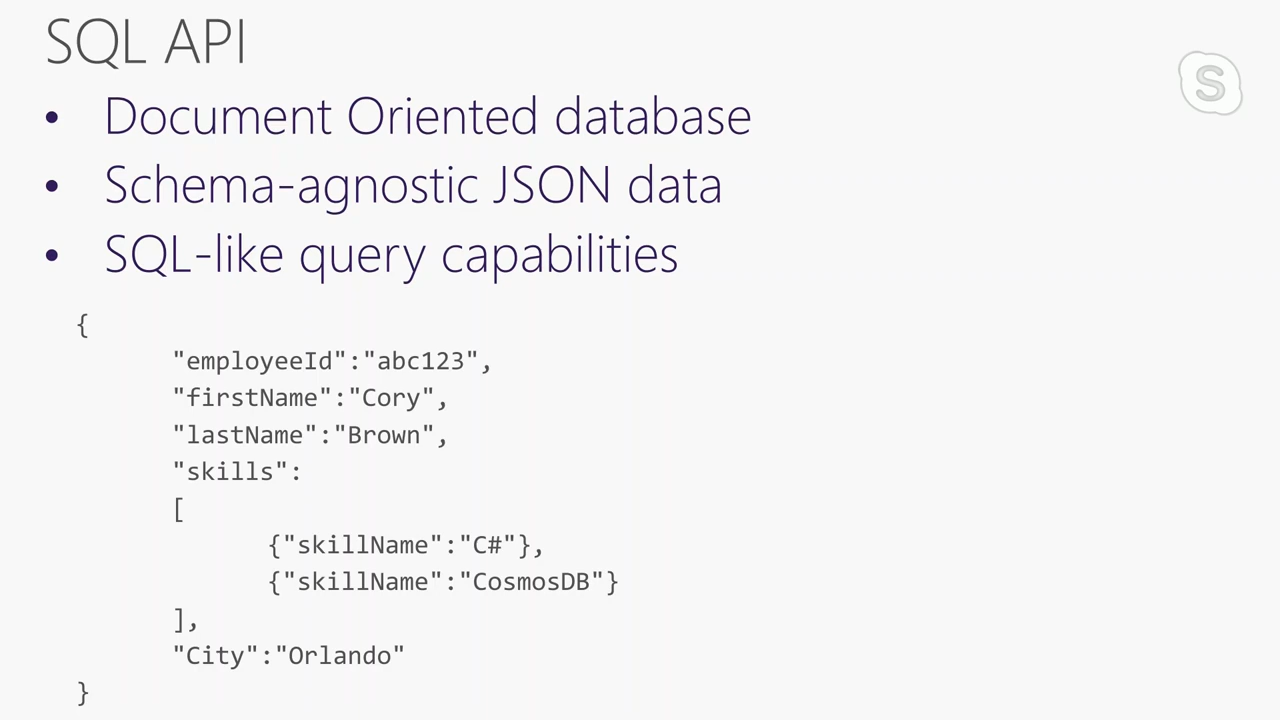 SQL API
S
• Document Oriented database
• Schema-agnostic JSON data
• SQL-like query capabilities
{
"employeeId":"abc123",
"firstName":"Cory",
"lastName":"Brown",
"skills":
[
{"skillName":"C#"},
{"skillName":"CosmosDB"}
],
"City":"Orlando"
}